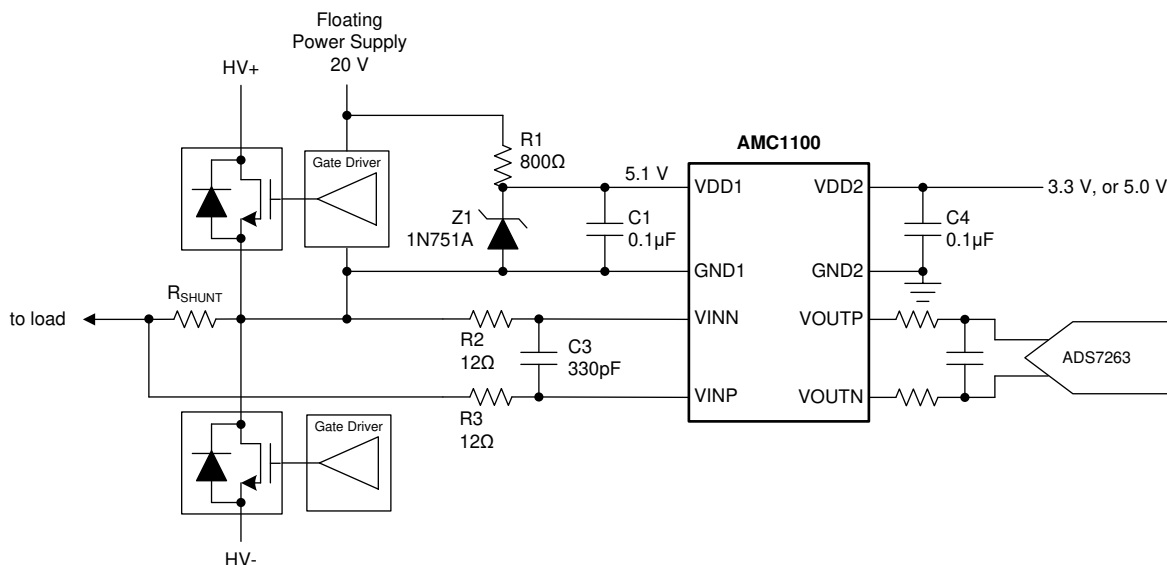 Floating
Power Supply
20 V
HV+
Gate Driver
R1
800Ω
5.1 V
Z1
1N751A
C1
0.1µF
AMC1100
VDD1
VDD2
3.3 V, or 5.0 V
C4
0.1µF
GND1
GND2
RSHUNT
to load
R2
12Ω
C3
330pF
R3
12Ω
VINN
VOUTP
VINP
VOUTN
ADS7263
Gate Driver
HV-